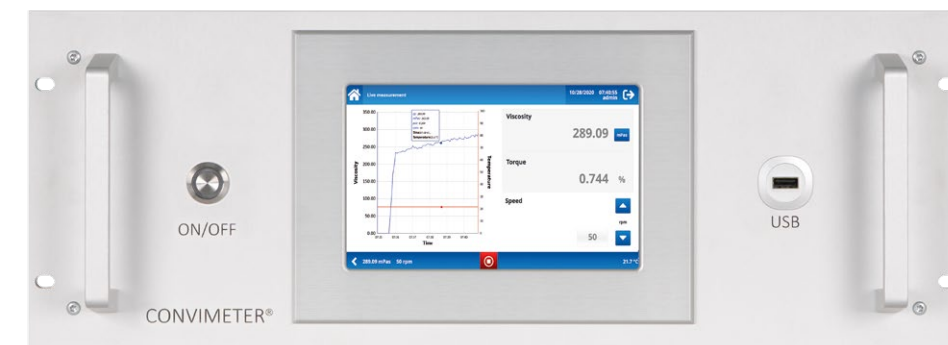 Live measurement
10/28/2020 07:49:55
admin
350.00
300.00
250.00
200.00
150.00
100.00
50.00
0.00
Viscosity
Temperature
Time
Viscosity
289.09 mPas
Torque
0.744 %
Speed
rpm
50
289.09 mPas 50 rpm
21.7 °C
ON/OFF
USB
CONVIMETER®